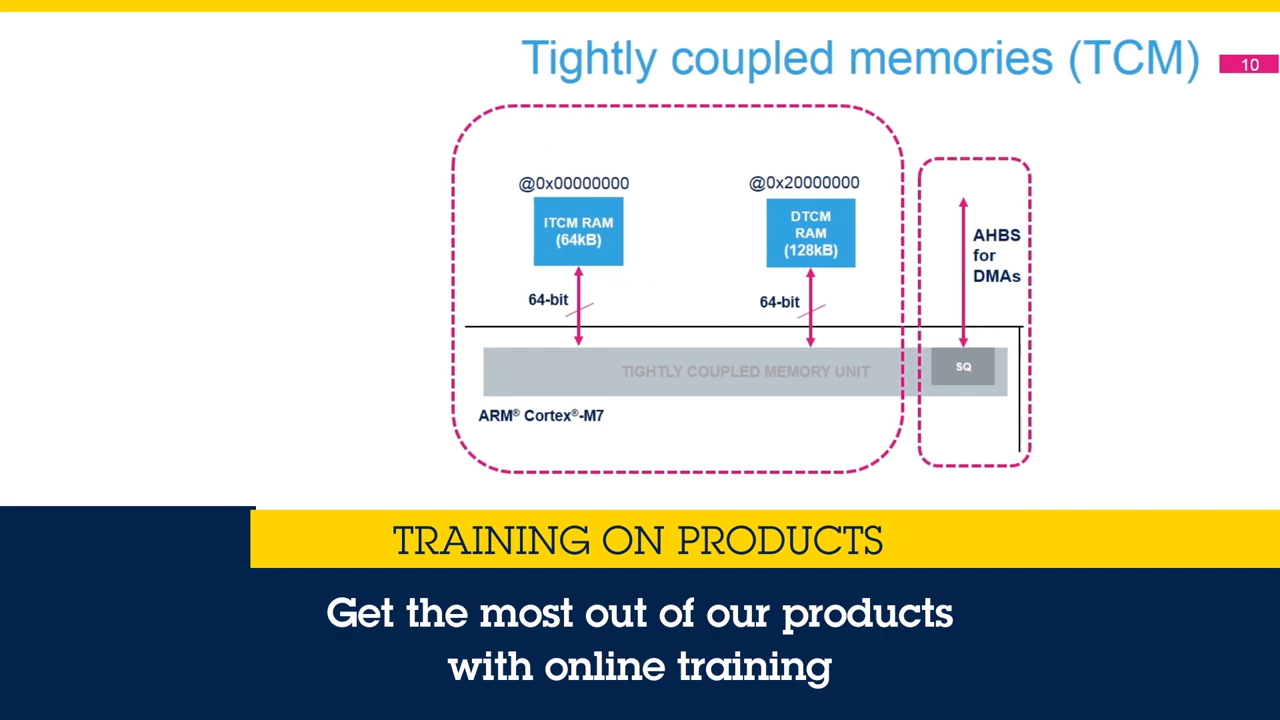 Tightly coupled memories (TCM)
10
@0x00000000
@0x20000000
ITCM RAM
(64kB)
DTCM
RAM
(128kB)
AHBS
for
DMAs
64-bit
64-bit
TIGHTLY COUPLED MEMORY UNIT
SQ
ARM® Cortex®-M7
TRAINING ON PRODUCTS
Get the most out of our products
with online training